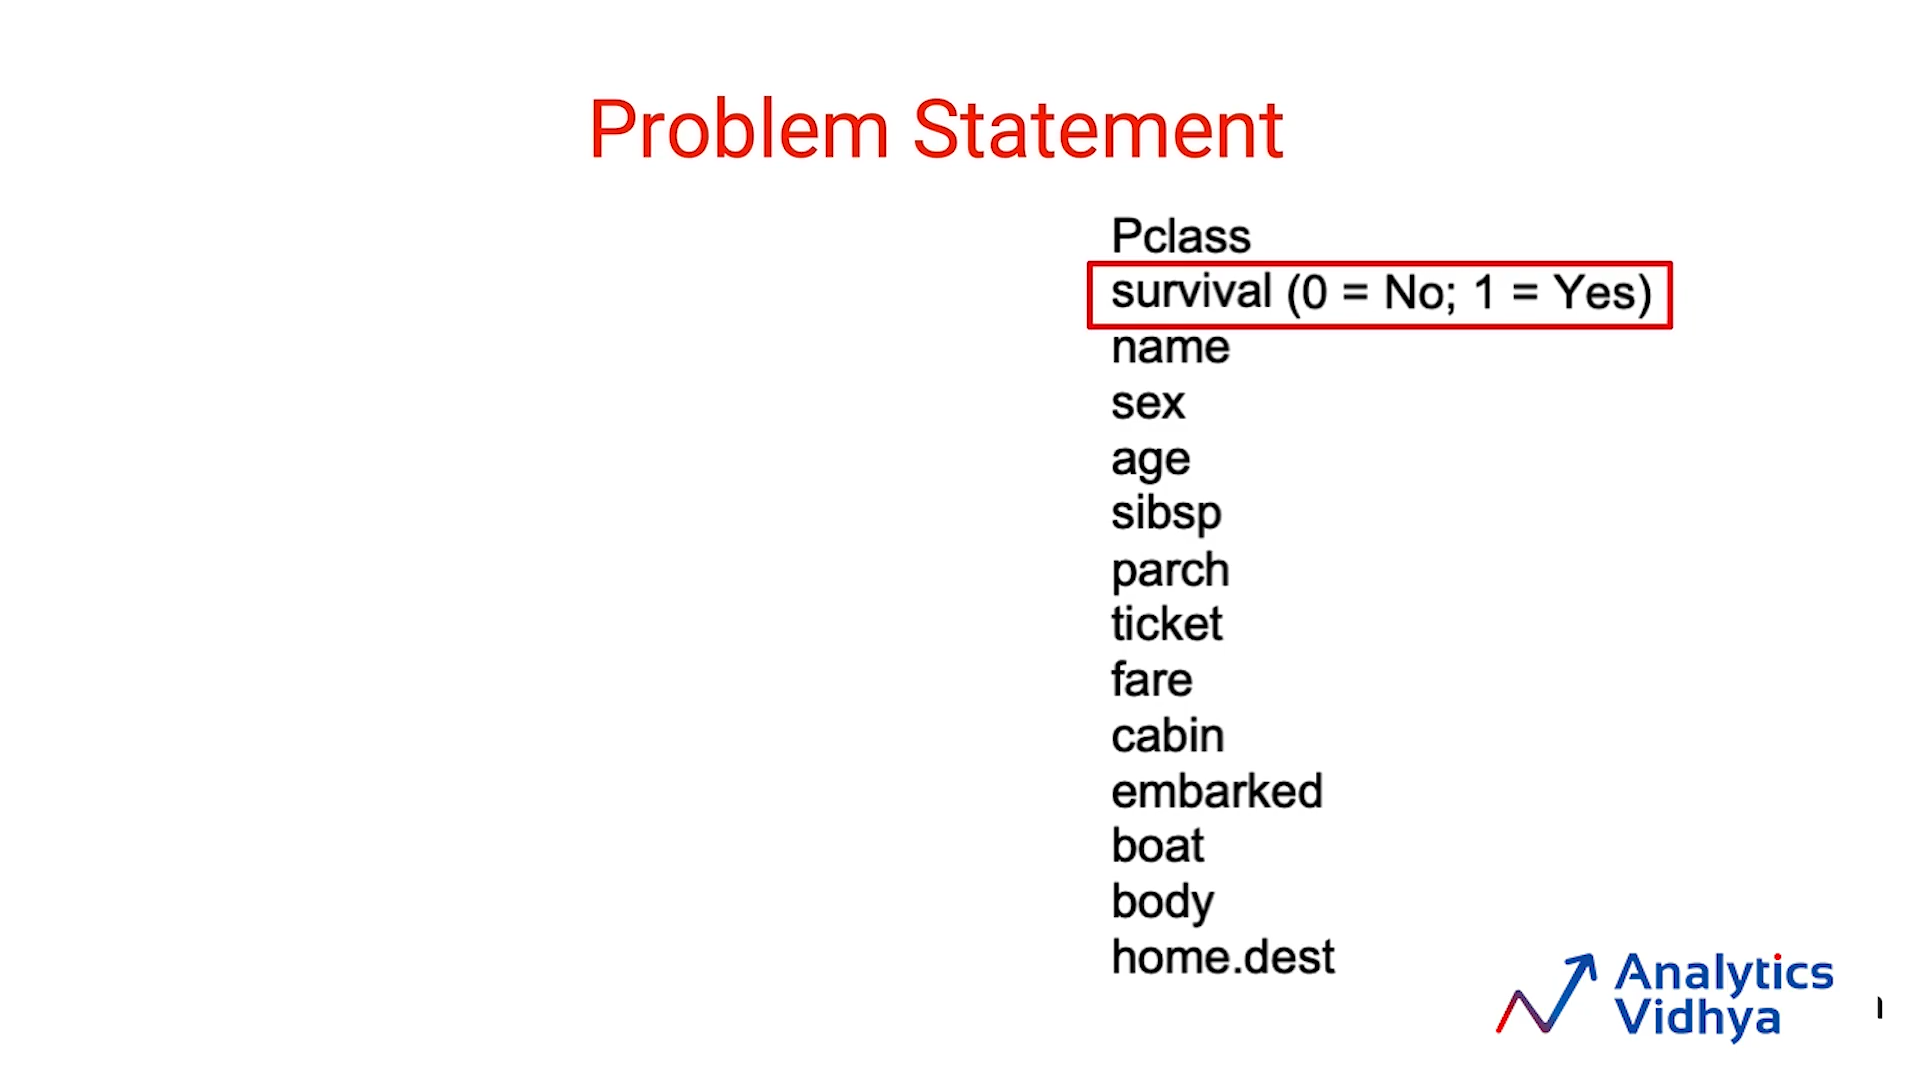 Problem Statement
Pclass
survival (0 = No; 1 = Yes)
name
sex
age
sibsp
parch
ticket
fare
cabin
embarked
boat
body
home.dest
Analytics
Vidhya